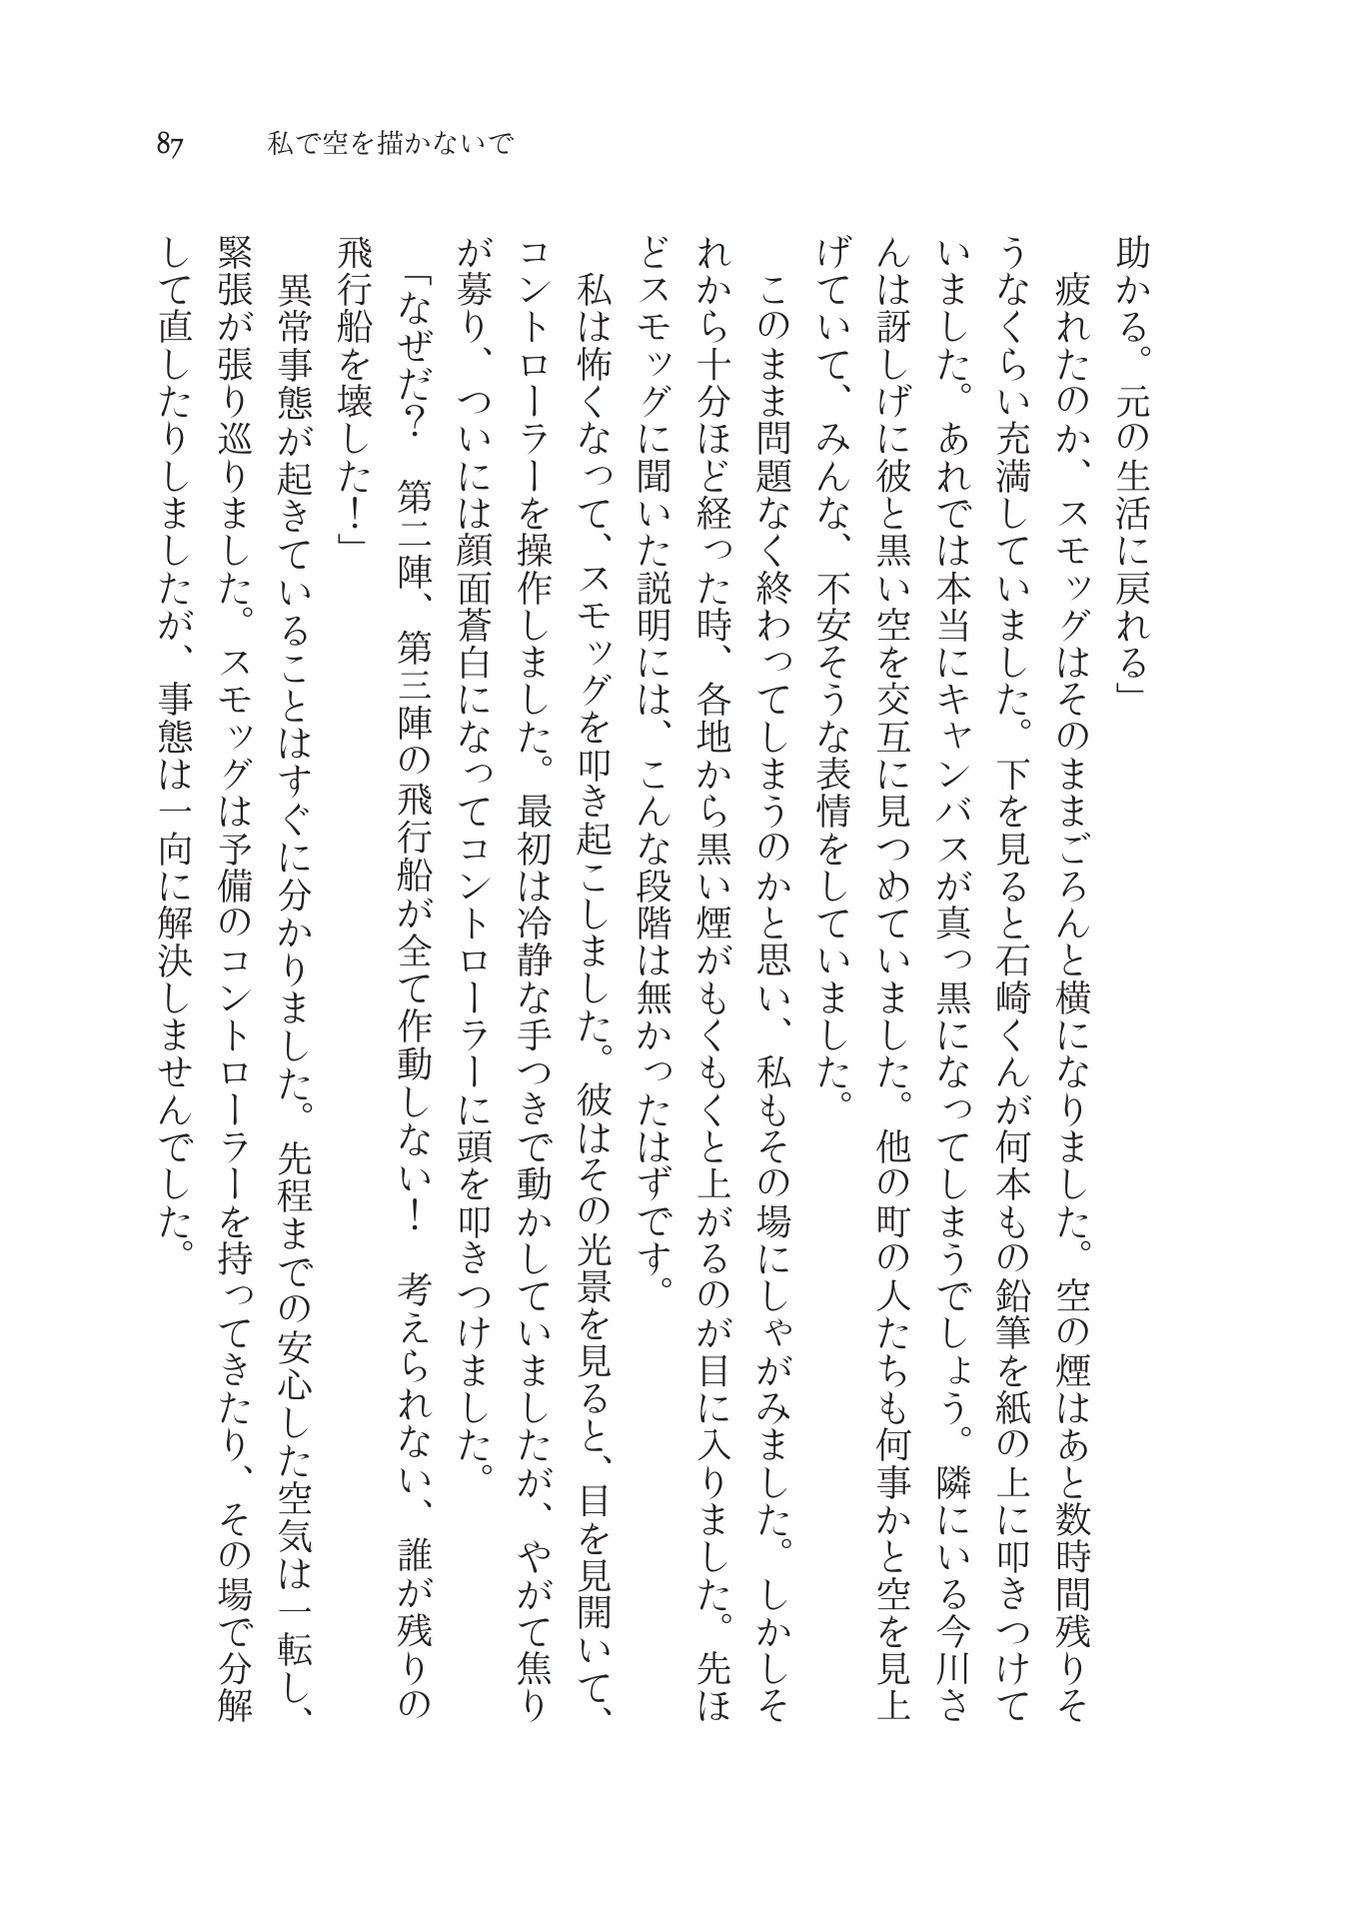 87
私で空を描かないで
助かる。元の生活に戻れる」
　疲れたのか、スモッグはそのままごろんと横になりました。空の煙はあと数時間残りそ
うなくらい充満していました。下を見ると石崎くんが何本もの鉛筆を紙の上に叩きつけて
いました。あれでは本当にキャンバスが真っ黒になってしまうでしょう。隣にいる今川さ
んは訝しげに彼と黒い空を交互に見つめていました。他の町の人たちも何事かと空を見上
げていて、みんな、不安そうな表情をしていました。
　このまま問題なく終わってしまうのかと思い、私もその場にしゃがみました。しかしそ
れから十分ほど経った時、各地から黒い煙がもくもくと上がるのが目に入りました。先ほ
どスモッグに聞いた説明には、こんな段階は無かったはずです。
　私は怖くなって、スモッグを叩き起こしました。彼はその光景を見ると、目を見開いて、
コントローラーを操作しました。最初は冷静な手つきで動かしていましたが、やがて焦り
が募り、ついには顔面蒼白になってコントローラーに頭を叩きつけました。
「なぜだ？　第二陣、第三陣の飛行船が全て作動しない！　考えられない、誰が残りの
飛行船を壊した！」
　異常事態が起きていることはすぐに分かりました。先程までの安心した空気は一転し、
緊張が張り巡りました。スモッグは予備のコントローラーを持ってきたり、その場で分解
して直したりしましたが、事態は一向に解決しませんでした。